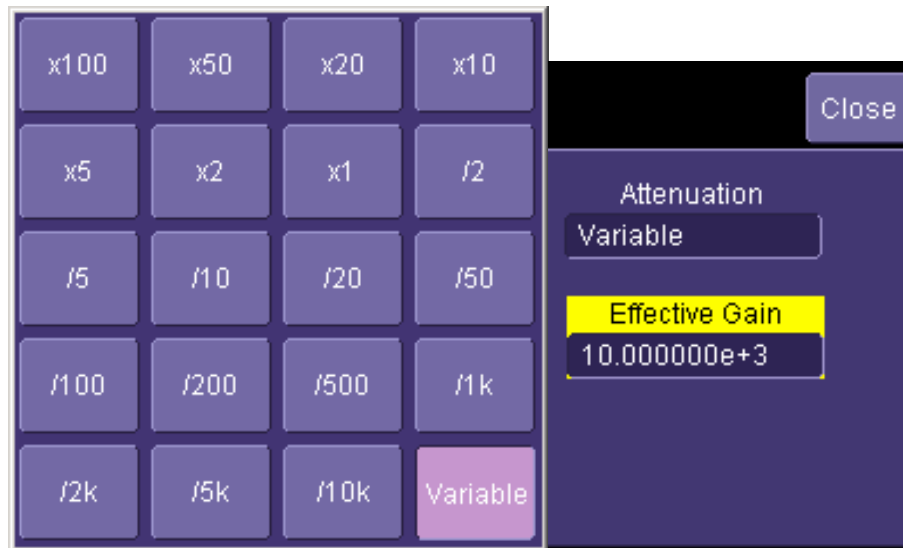 x100 x50 x20 x10
x5 x2 x1 /2
/5 /10 /20 /50
/100 /200 /500 /1k
/2k /5k /10k Variable
Close
Attenuation
Variable
Effective Gain
10.000000e+3